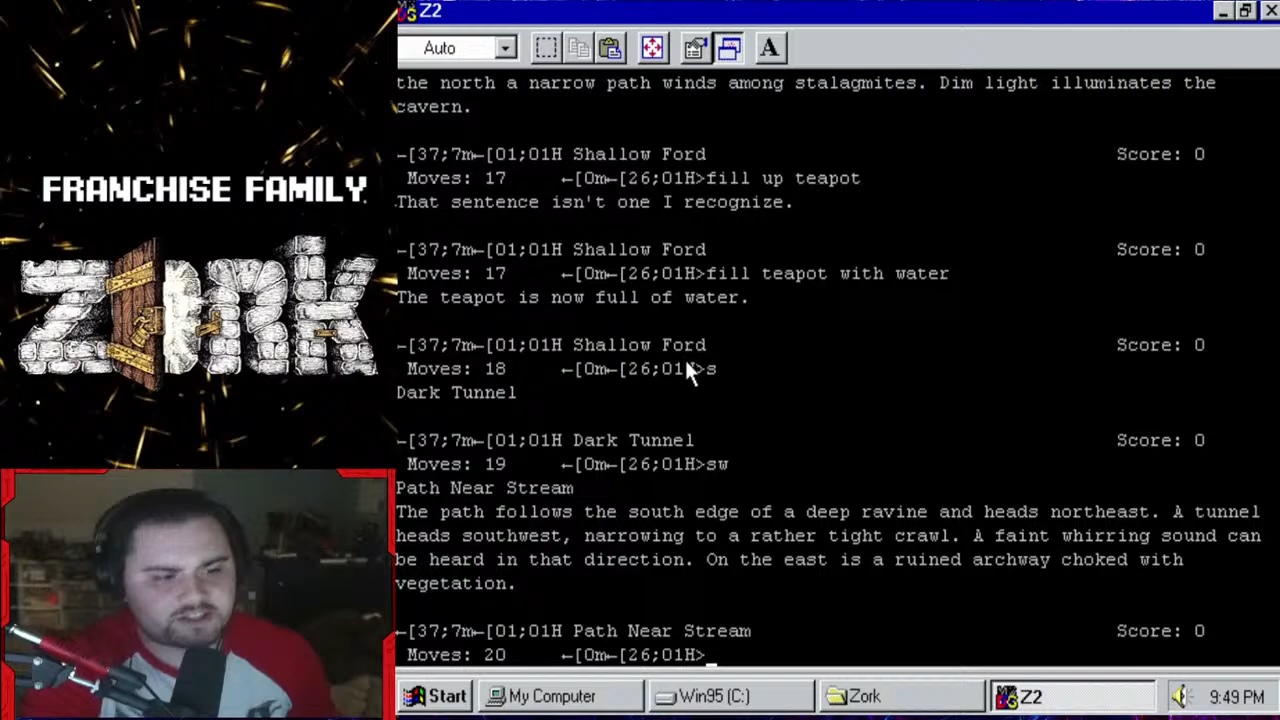 Z2
Auto
A
the north a narrow path winds among stalagmites. Dim light illuminates the
cavern.
←[37;7m←[01;01H Shallow Ford Score: 0
Moves: 17 ←[0m←[26;01H>fill up teapot
That sentence isn't one I recognize.
←[37;7m←[01;01H Shallow Ford Score: 0
Moves: 17 ←[0m←[26;01H>fill teapot with water
The teapot is now full of water.
←[37;7m←[01;01H Shallow Ford Score: 0
Moves: 18 ←[0m←[26;01H>s
Dark Tunnel
←[37;7m←[01;01H Dark Tunnel Score: 0
Moves: 19 ←[0m←[26;01H>sw
Path Near Stream
The path follows the south edge of a deep ravine and heads northeast. A tunnel
heads southwest, narrowing to a rather tight crawl. A faint whirring sound can
be heard in that direction. On the east is a ruined archway choked with
vegetation.
←[37;7m←[01;01H Path Near Stream Score: 0
Moves: 20 ←[0m←[26;01H>_
FRANCHISE FAMILY
ZORK
Start My Computer Win95 (C:) Zork Z2 9:49 PM